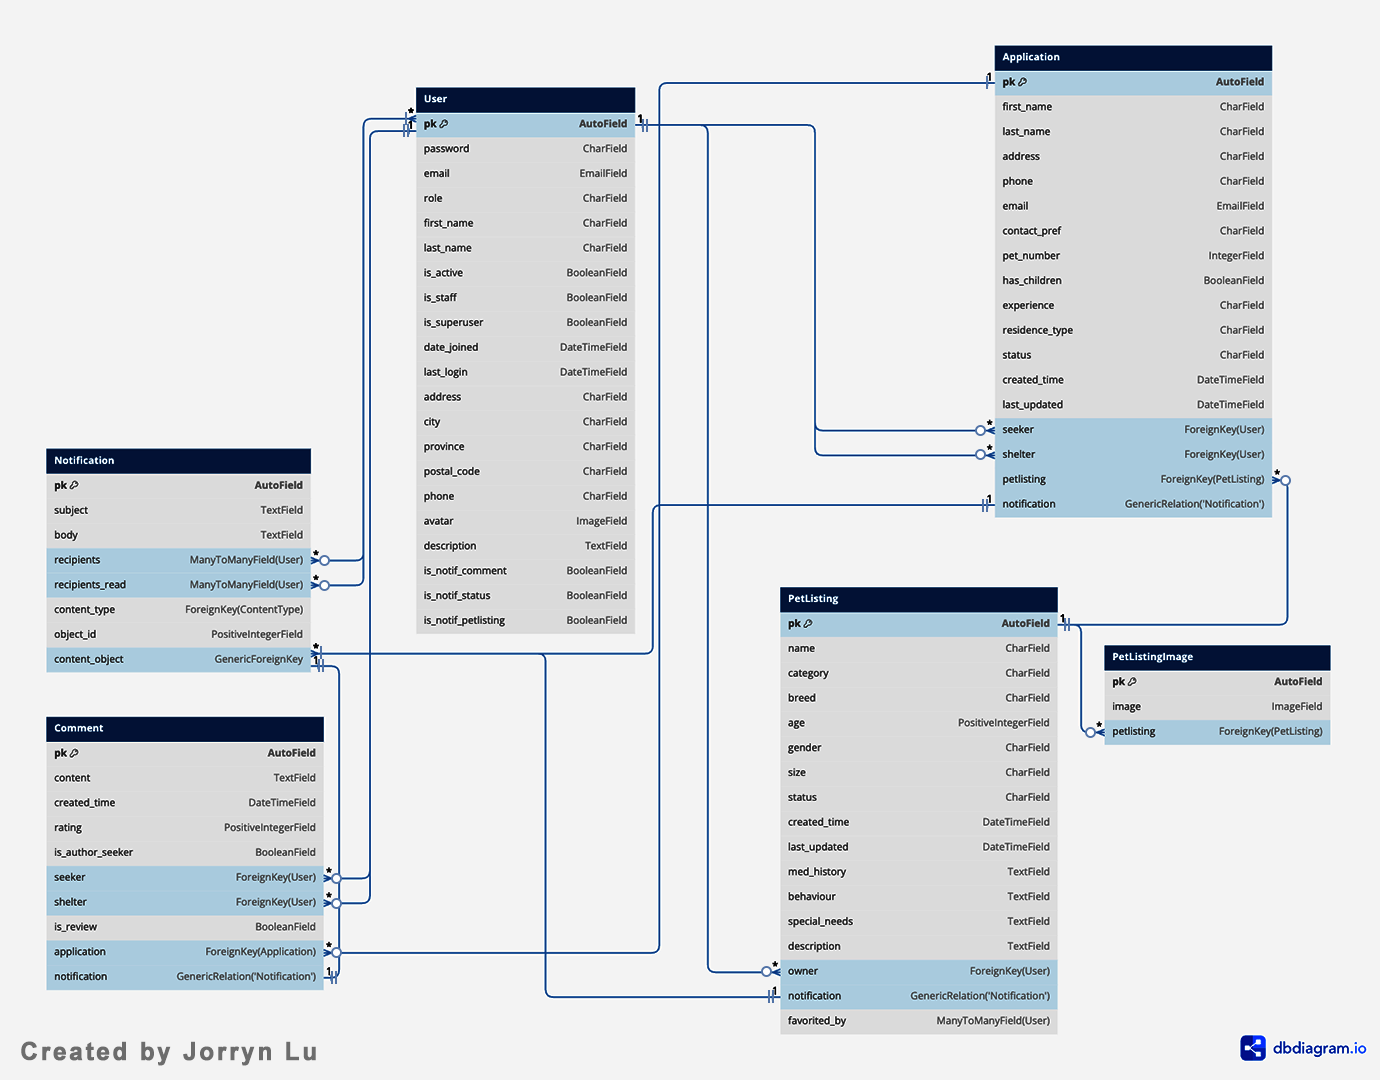 User
pk AutoField
password CharField
email EmailField
role CharField
first_name CharField
last_name CharField
is_active BooleanField
is_staff BooleanField
is_superuser BooleanField
date_joined DateTimeField
last_login DateTimeField
address CharField
city CharField
province CharField
postal_code CharField
phone CharField
avatar ImageField
description TextField
is_notif_comment BooleanField
is_notif_status BooleanField
is_notif_petlisting BooleanField
* 1 1
Application
1
pk AutoField
first_name CharField
last_name CharField
address CharField
phone CharField
email EmailField
contact_pref CharField
pet_number IntegerField
has_children BooleanField
experience CharField
residence_type CharField
status CharField
created_time DateTimeField
last_updated DateTimeField
* seeker ForeignKey(User)
* shelter ForeignKey(User)
petlisting ForeignKey(PetListing) *
1 notification GenericRelation('Notification')
Notification
pk AutoField
subject TextField
body TextField
recipients ManyToManyField(User) *
recipients_read ManyToManyField(User) *
content_type ForeignKey(ContentType)
object_id PositiveIntegerField
content_object GenericForeignKey * 1
Comment
pk AutoField
content TextField
created_time DateTimeField
rating PositiveIntegerField
is_author_seeker BooleanField
seeker ForeignKey(User) *
shelter ForeignKey(User) *
is_review BooleanField
application ForeignKey(Application) *
notification GenericRelation('Notification') 1
PetListing
pk AutoField 1
name CharField
category CharField
breed CharField
age PositiveIntegerField
gender CharField
size CharField
status CharField
created_time DateTimeField
last_updated DateTimeField
med_history TextField
behaviour TextField
special_needs TextField
description TextField
* owner ForeignKey(User)
1 notification GenericRelation('Notification')
favorited_by ManyToManyField(User)
PetListingImage
pk AutoField
image ImageField
* petlisting ForeignKey(PetListing)
Created by Jorryn Lu
dbdiagram.io